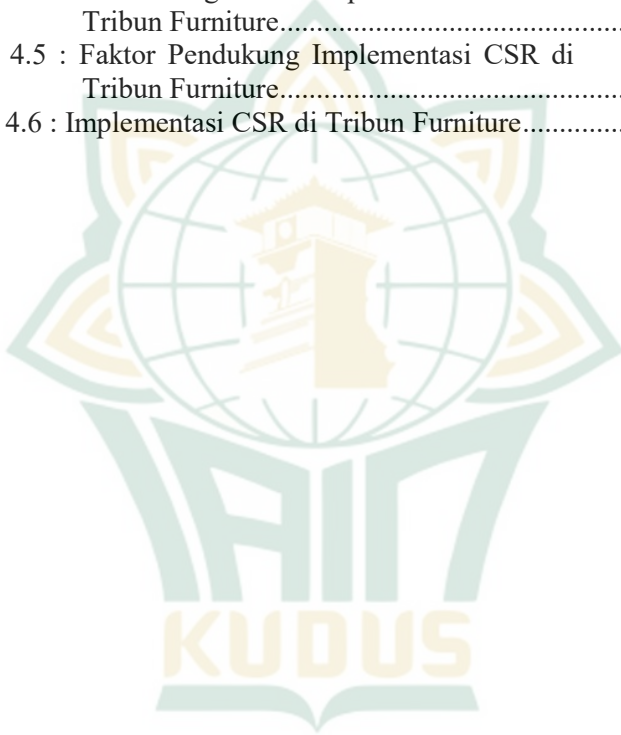 Tribun Furniture
4.5 : Faktor Pendukung Implementasi CSR di
Tribun Furniture
4.6 : Implementasi CSR di Tribun Furniture
IAIN
KUDUS